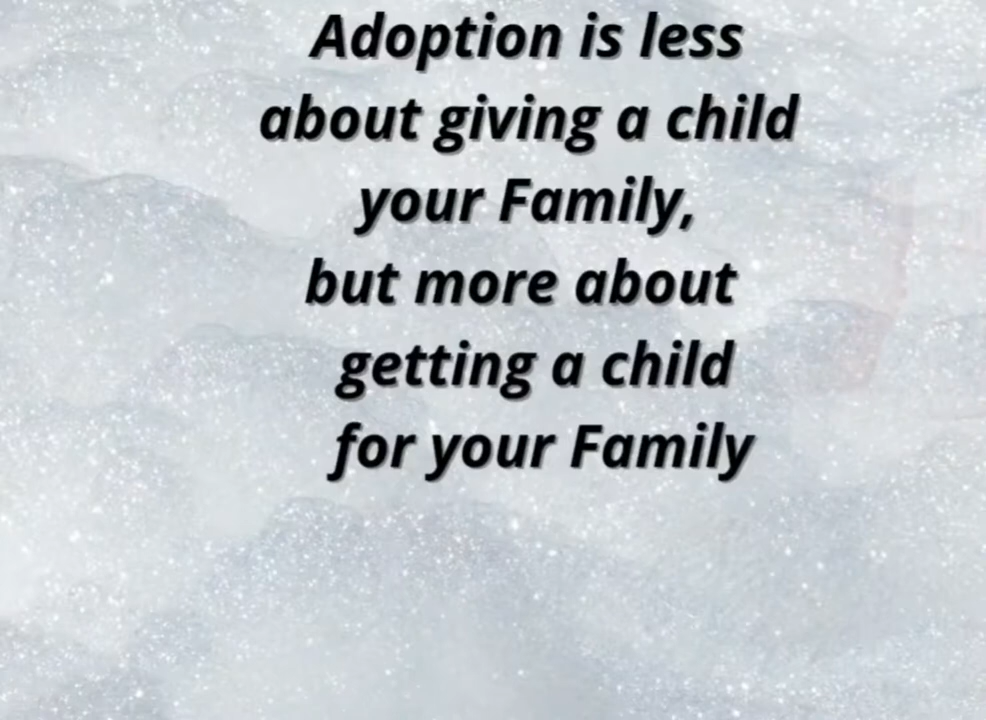 Adoption is less
about giving a child
your Family,
but more about
getting a child
for your Family